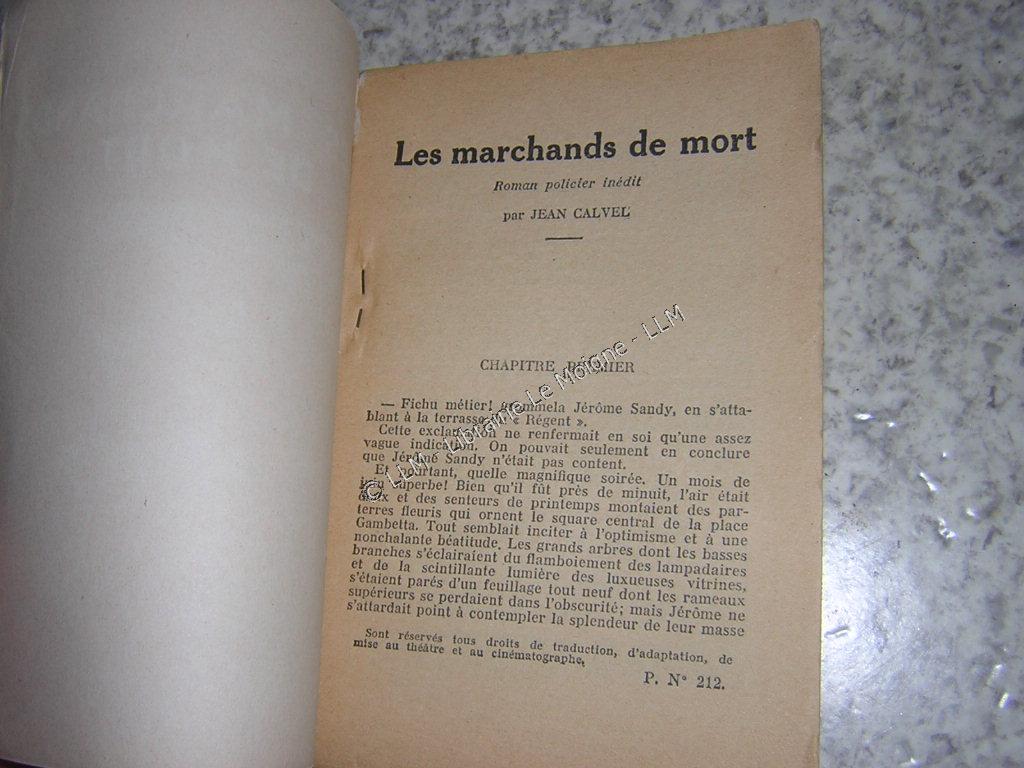 Les marchands de mort
Roman policier inédit
par JEAN CALVEL
CHAPITRE PREMIER
— Fichu métier! grommela Jérôme Sandy, en s'atta-
blant à la terrasse « Régent ».
Cette exclamation ne renfermait en soi qu'une assez
vague indication. On pouvait seulement en conclure
que Jérôme Sandy n'était pas content.
Et pourtant, quelle magnifique soirée. Un mois de
juin superbe! Bien qu'il fût près de minuit, l'air était
doux et des senteurs de printemps montaient des par-
terres fleuris qui ornent le square central de la place
Gambetta. Tout semblait inciter à l'optimisme et à une
nonchalante béatitude. Les grands arbres dont les basses
branches s'éclairaient du flamboiement des lampadaires
et de la scintillante lumière des luxueuses vitrines,
s'étaient parés d'un feuillage tout neuf dont les rameaux
supérieurs se perdaient dans l'obscurité; mais Jérôme ne
s'attardait point à contempler la splendeur de leur masse
Sont réservés tous droits de traduction, d'adaptation, de
mise au théâtre et au cinématographe.
P. N° 212.
© LLM - Librairie Le Moigne - LLM